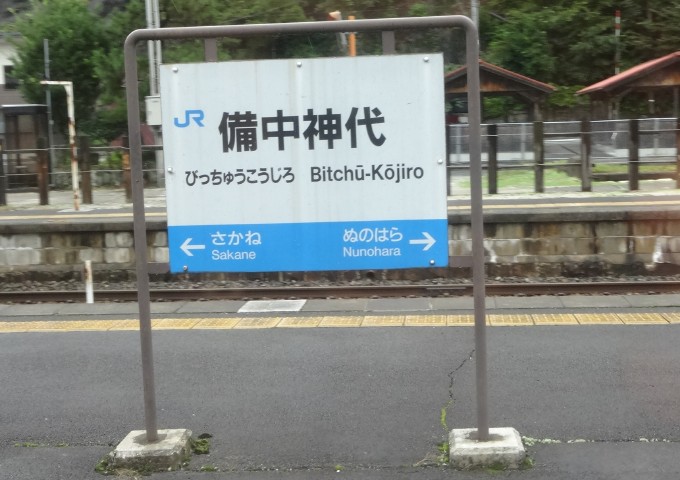 JR 備中神代
びっちゅうこうじろ Bitchū-Kōjiro
← さかね ぬのはら →
Sakane Nunohara